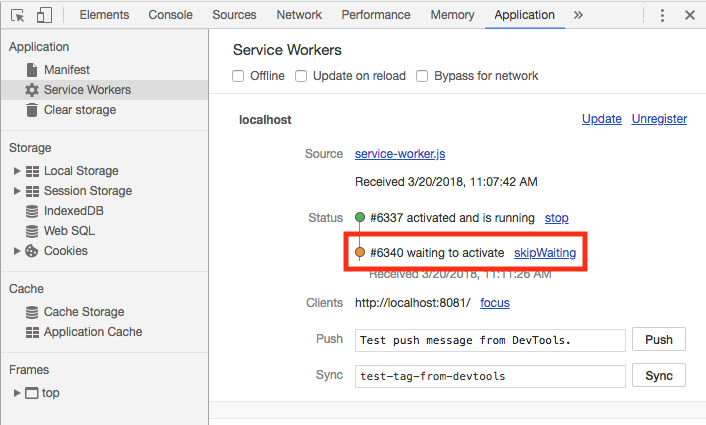 Elements Console Sources Network Performance Memory Application »
Application
Manifest
Service Workers
Clear storage
Storage
Local Storage
Session Storage
IndexedDB
Web SQL
Cookies
Cache
Cache Storage
Application Cache
Frames
top
Service Workers
Offline Update on reload Bypass for network
localhost Update Unregister
Source service-worker.js
Received 3/20/2018, 11:07:42 AM
Status #6337 activated and is running stop
#6340 waiting to activate skipWaiting
Received 3/20/2018, 11:11:26 AM
Clients http://localhost:8081/ focus
Push Test push message from DevTools. Push
Sync test-tag-from-devtools Sync